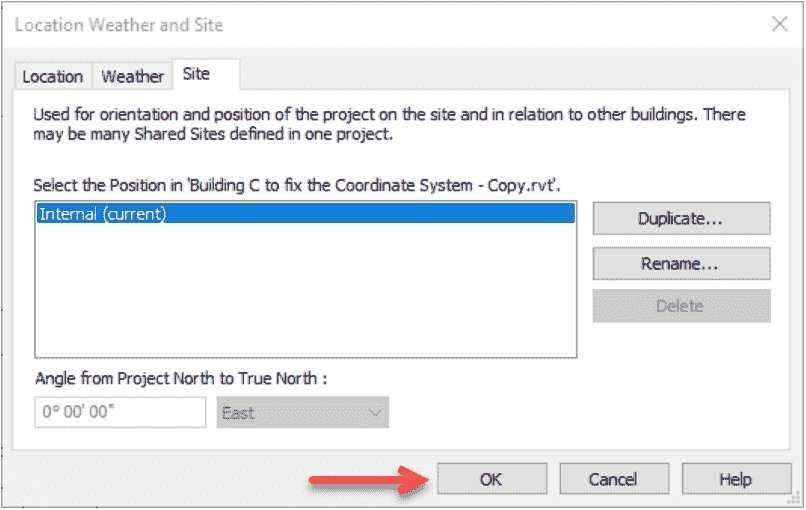 Location Weather and Site
Location
Weather
Site
Used for orientation and position of the project on the site and in relation to other buildings. There
may be many Shared Sites defined in one project.
Select the Position in 'Building C to fix the Coordinate System - Copy.rvt'.
Internal (current)
Duplicate...
Rename...
Delete
Angle from Project North to True North :
0° 00' 00"
East
OK
Cancel
Help